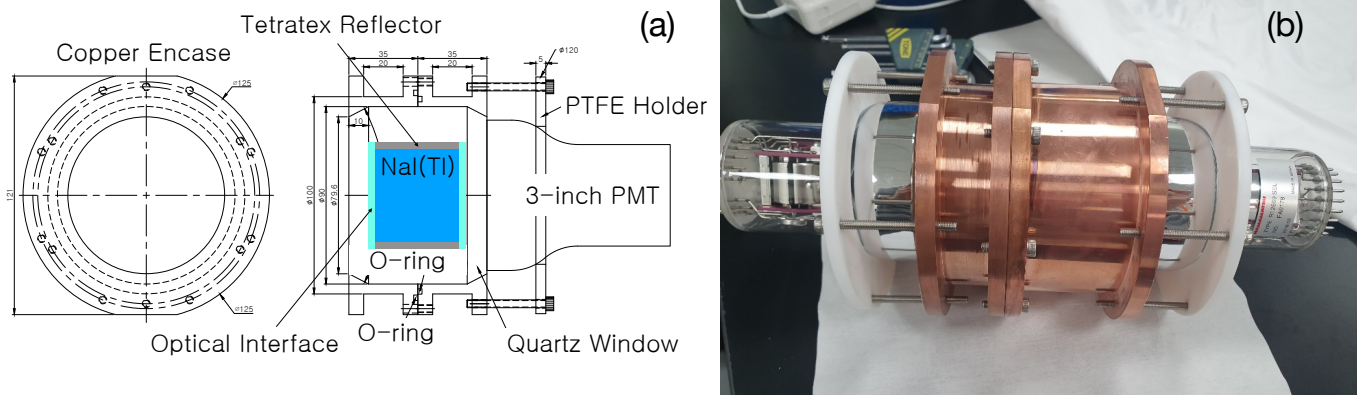 Tetratex Reflector
(a)
Copper Encase
35
35
20
20
5
ø120
ø125
PTFE Holder
10
NaI(Tl)
121
ø100
ø90
ø79.6
3-inch PMT
O-ring
ø125
O-ring
Optical Interface
Quartz Window
(b)